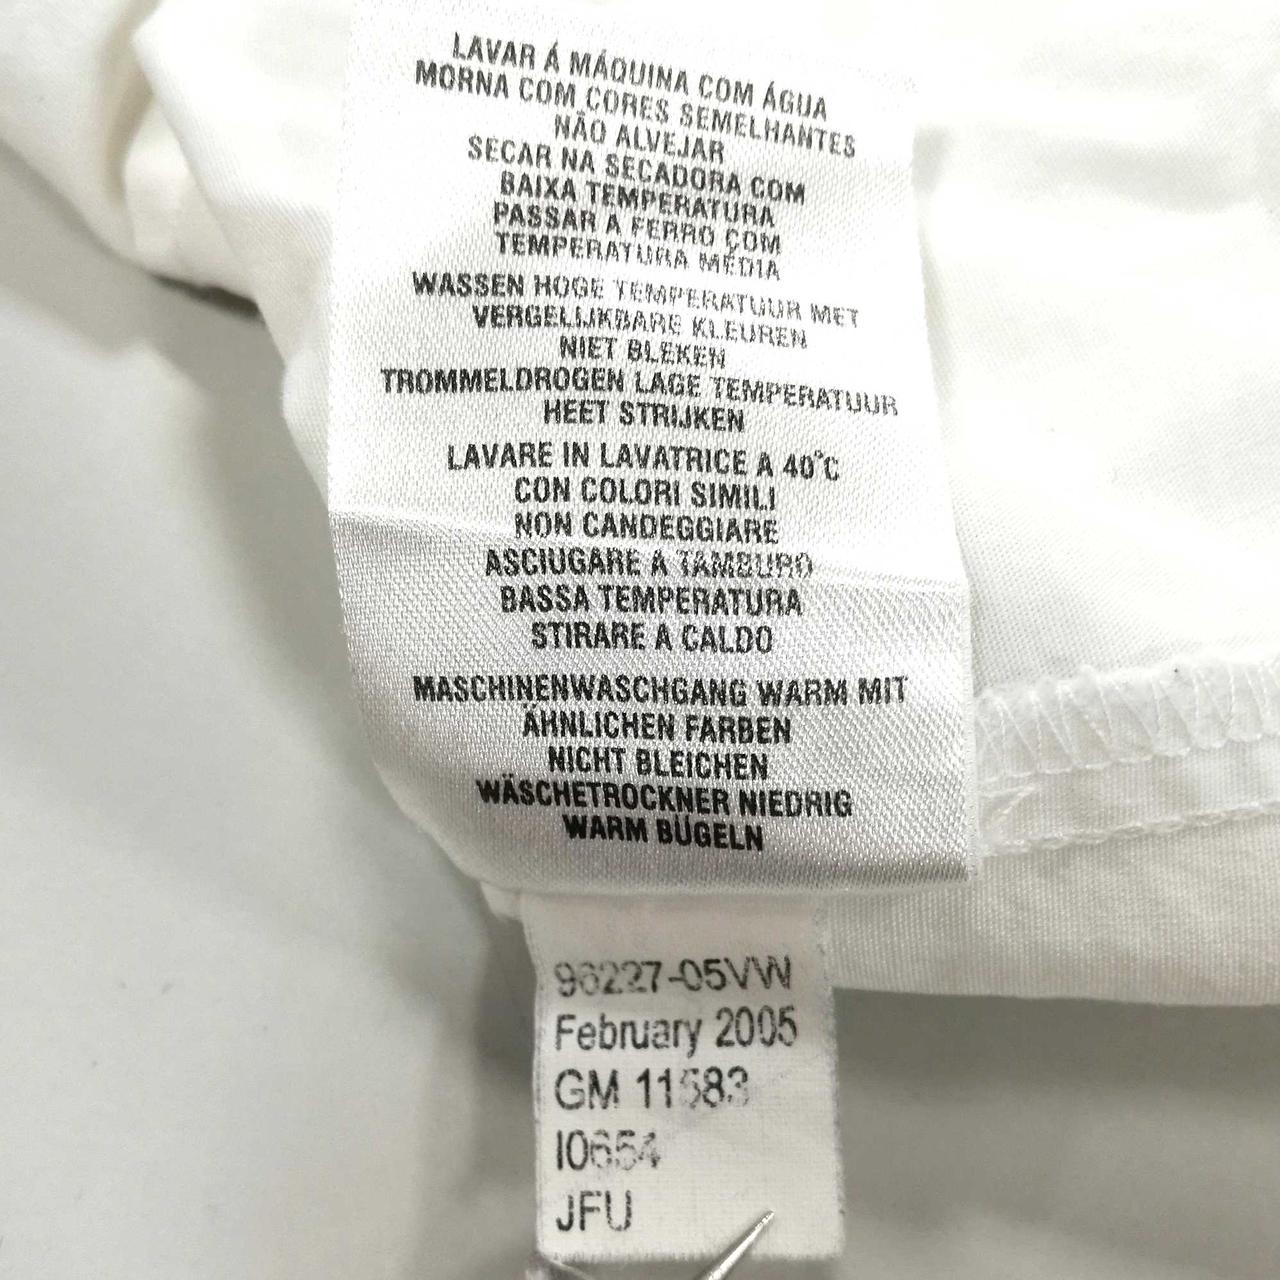 LAVAR Á MÁQUINA COM ÁGUA
MORNA COM CORES SEMELHANTES
NÃO ALVEJAR
SECAR NA SECADORA COM
BAIXA TEMPERATURA
PASSAR A FERRO COM
TEMPERATURA MÉDIA
WASSEN HOGE TEMPERATUUR MET
VERGELIJKBARE KLEUREN
NIET BLEKEN
TROMMELDROGEN LAGE TEMPERATUUR
HEET STRIJKEN
LAVARE IN LAVATRICE A 40°C
CON COLORI SIMILI
NON CANDEGGIARE
ASCIUGARE A TAMBURO
BASSA TEMPERATURA
STIRARE A CALDO
MASCHINENWASCHGANG WARM MIT
ÄHNLICHEN FARBEN
NICHT BLEICHEN
WÄSCHETROCKNER NIEDRIG
WARM BÜGELN
96227-05VW
February 2005
GM 11583
I0654
JFU